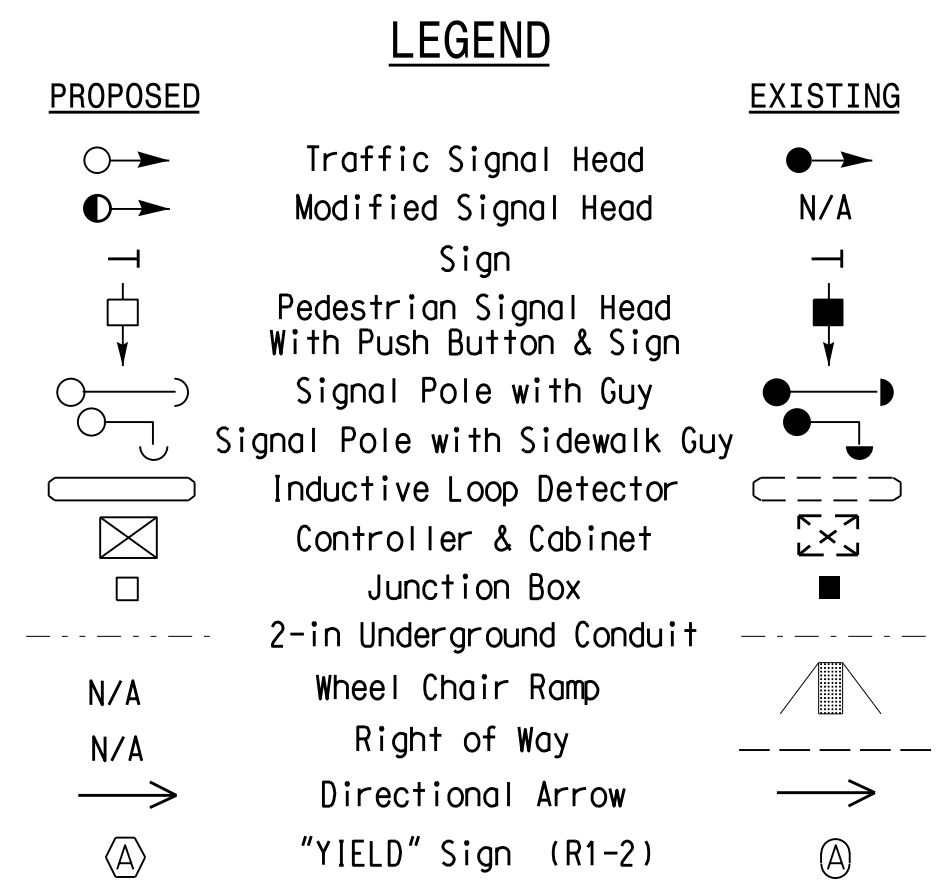 LEGEND
PROPOSED EXISTING
Traffic Signal Head
Modified Signal Head N/A
Sign
Pedestrian Signal Head
With Push Button & Sign
Signal Pole with Guy
Signal Pole with Sidewalk Guy
Inductive Loop Detector
Controller & Cabinet
Junction Box
2-in Underground Conduit
N/A Wheel Chair Ramp
N/A Right of Way
Directional Arrow
A "YIELD" Sign (R1-2) A